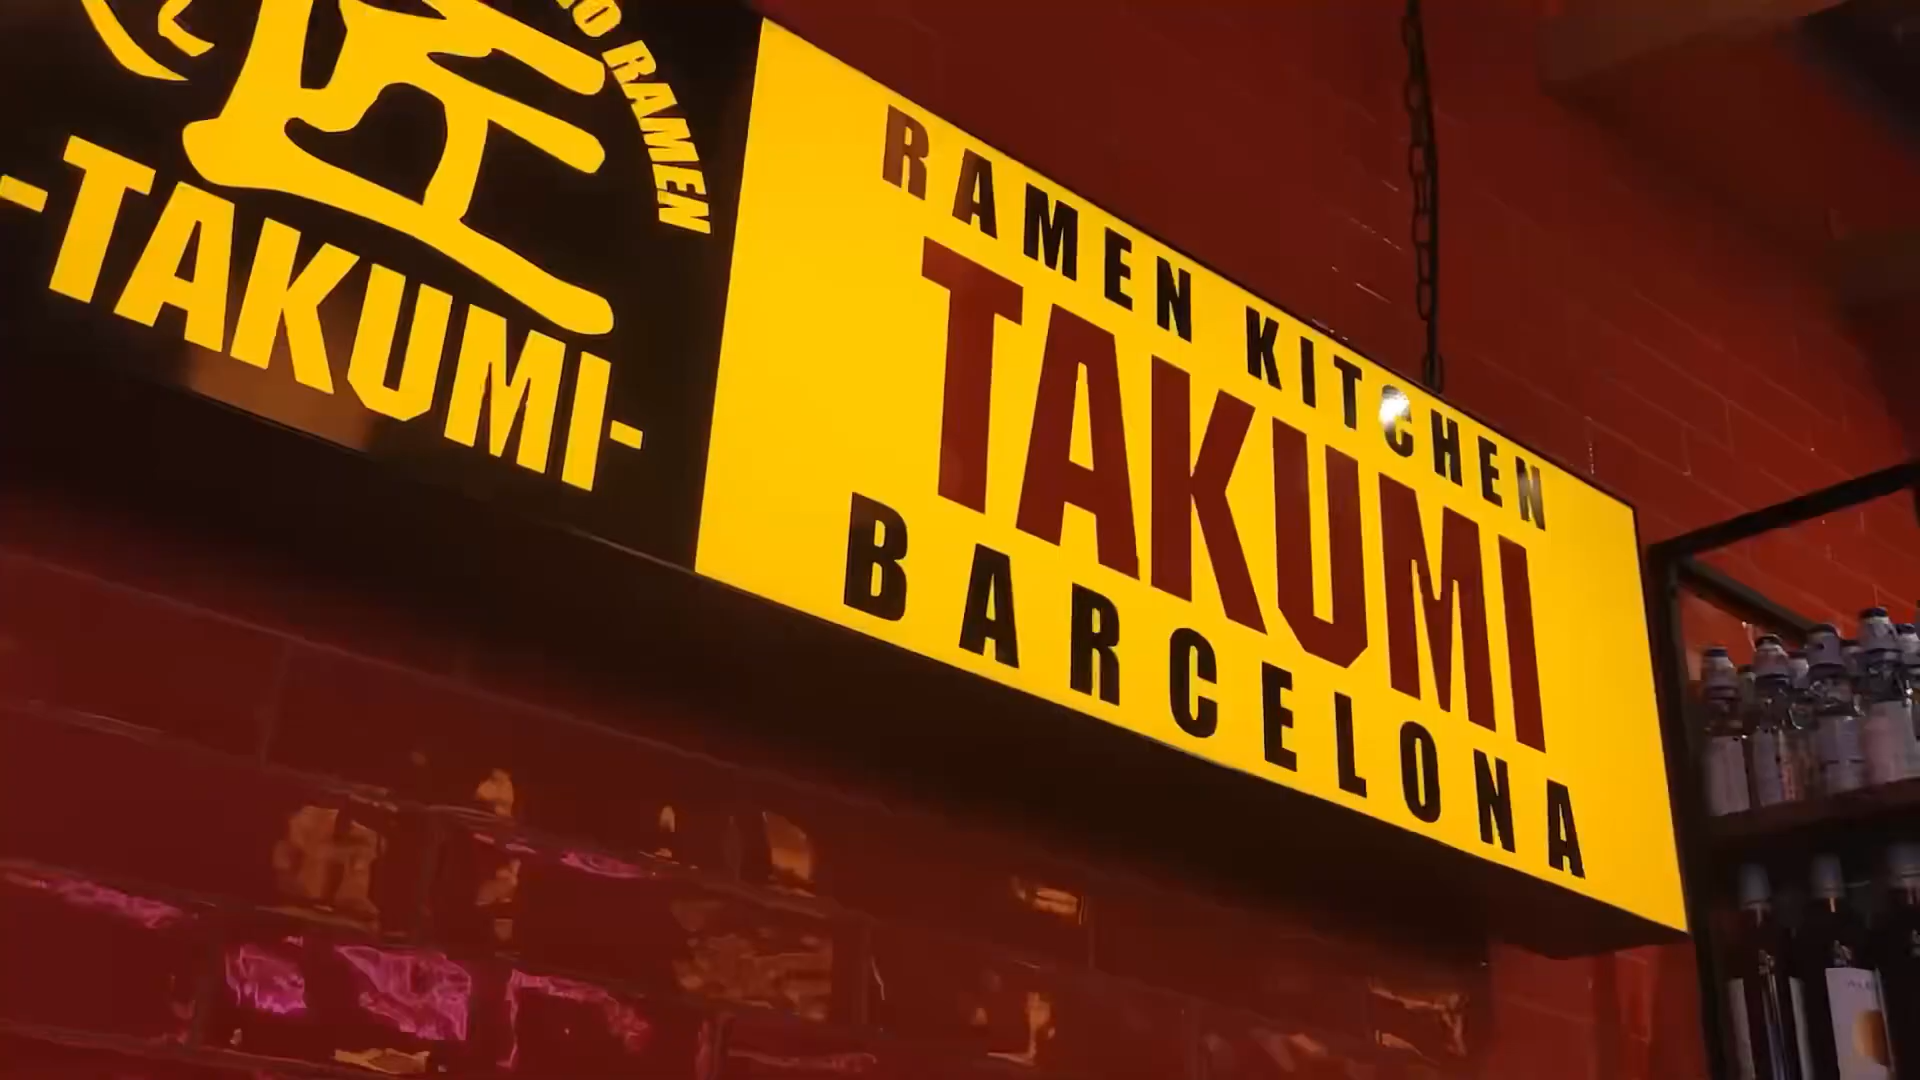 匠
RAMEN
-TAKUMI-
RAMEN KITCHEN
TAKUMI
BARCELONA